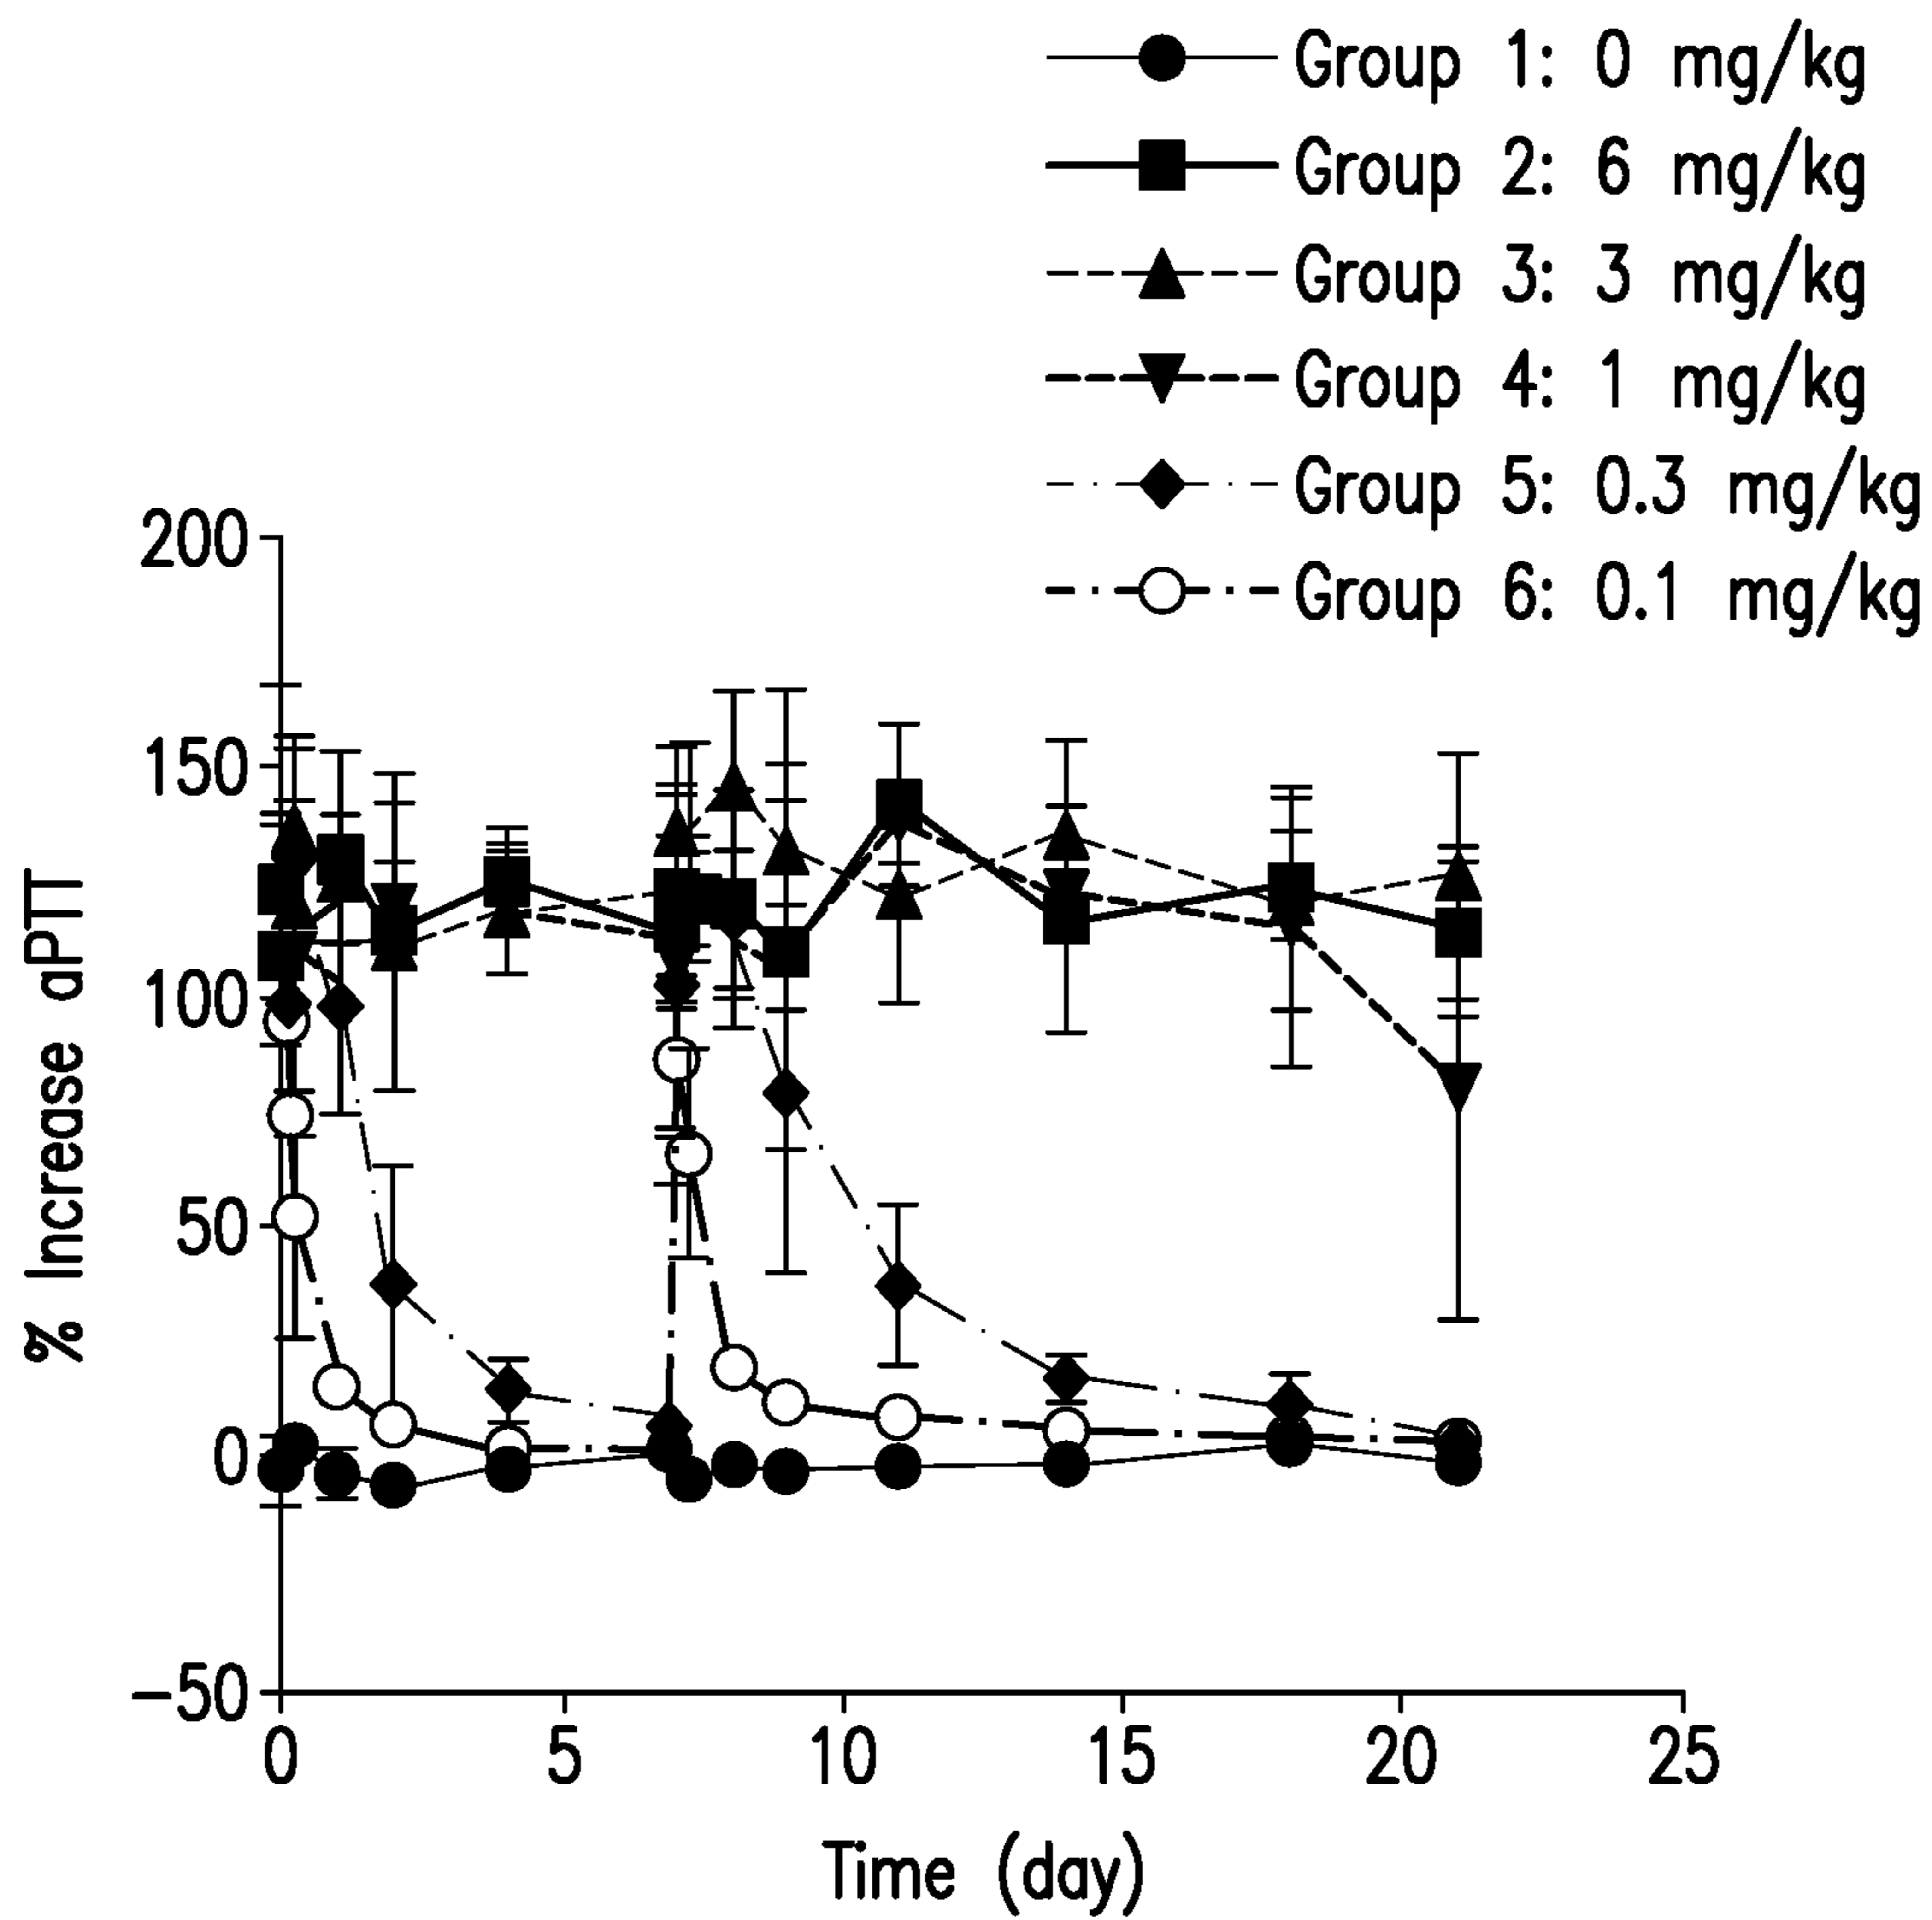 Group 1: 0 mg/kg
Group 2: 6 mg/kg
Group 3: 3 mg/kg
Group 4: 1 mg/kg
Group 5: 0.3 mg/kg
Group 6: 0.1 mg/kg
% Increase aPTT
200
150
100
50
0
-50
0 5 10 15 20 25
Time (day)